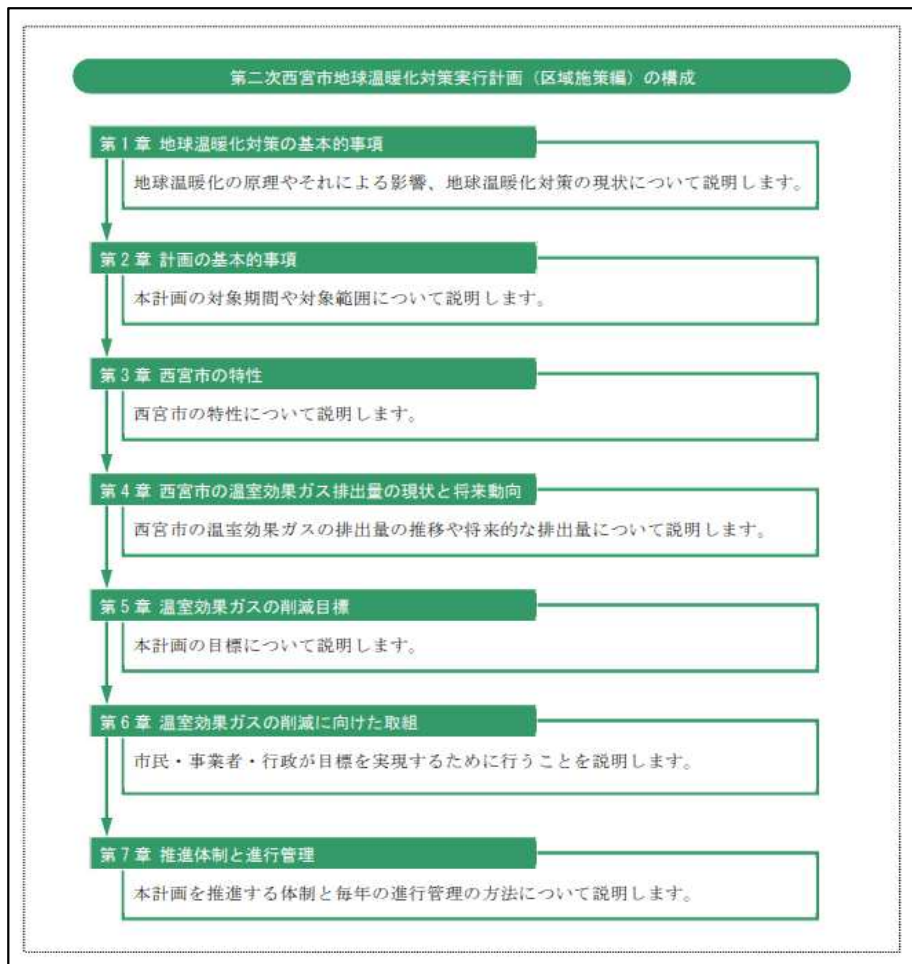 第二次西宮市地球温暖化対策実行計画（区域施策編）の構成
第1章 地球温暖化対策の基本的事項
地球温暖化の原理やそれによる影響、地球温暖化対策の現状について説明します。
第2章 計画の基本的事項
本計画の対象期間や対象範囲について説明します。
第3章 西宮市の特性
西宮市の特性について説明します。
第4章 西宮市の温室効果ガス排出量の現状と将来動向
西宮市の温室効果ガスの排出量の推移や将来的な排出量について説明します。
第5章 温室効果ガスの削減目標
本計画の目標について説明します。
第6章 温室効果ガスの削減に向けた取組
市民・事業者・行政が目標を実現するために行うことを説明します。
第7章 推進体制と進行管理
本計画を推進する体制と毎年の進行管理の方法について説明します。